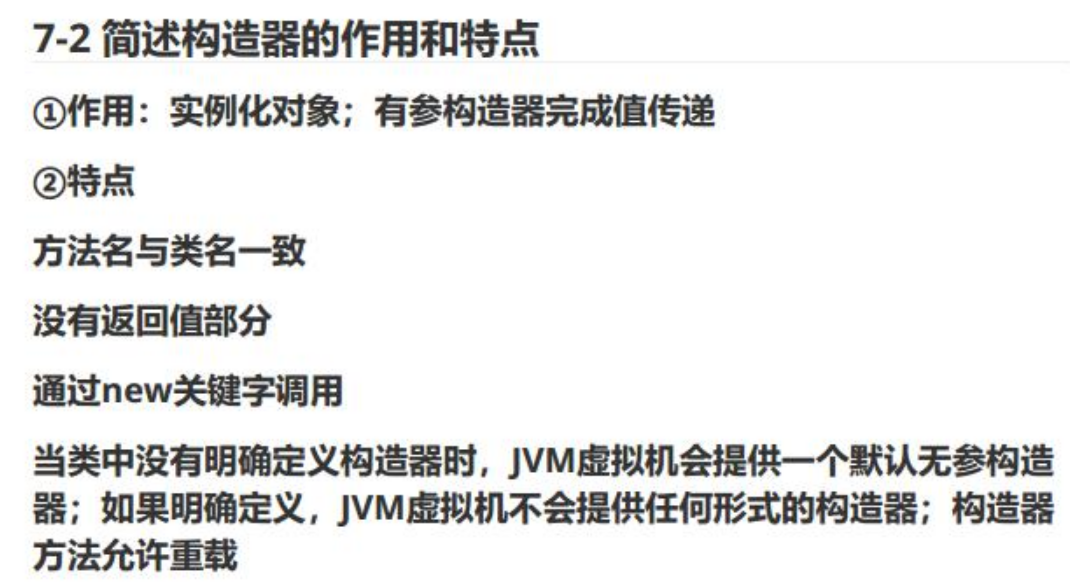 7-2 简述构造器的作用和特点
①作用：实例化对象；有参构造器完成值传递
②特点
方法名与类名一致
没有返回值部分
通过new关键字调用
当类中没有明确定义构造器时，JVM虚拟机会提供一个默认无参构造
器；如果明确定义，JVM虚拟机不会提供任何形式的构造器；构造器
方法允许重载